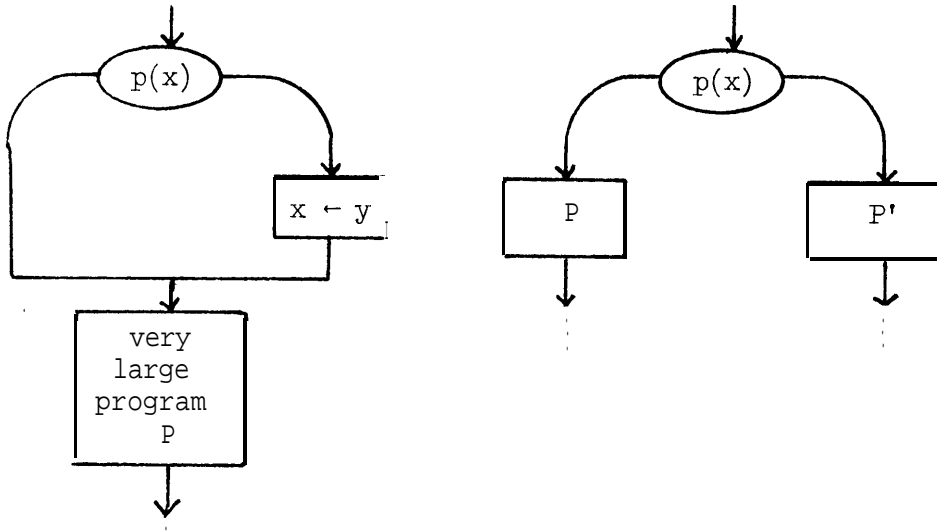 p(x)
x ← y
very
large
program
P
p(x)
P
P'